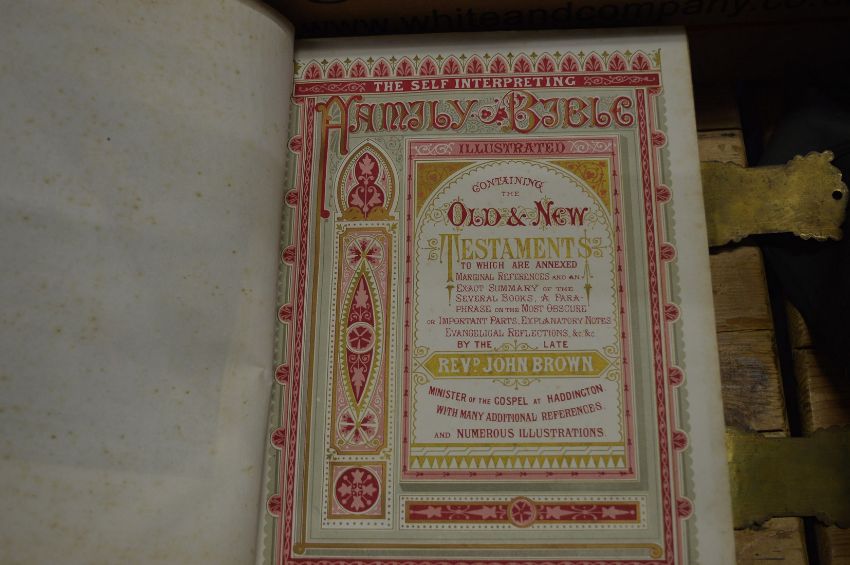 www.whiteandcompany.co.u
THE SELF INTERPRETING
FAMILY BIBLE
ILLUSTRATED
CONTAINING
THE
OLD & NEW
TESTAMENTS
TO WHICH ARE ANNEXED
MARGINAL REFERENCES AND AN
EXACT SUMMARY OF THE
SEVERAL BOOKS, A PARA-
PHRASE ON THE MOST OBSCURE
OR IMPORTANT PARTS, EXPLANATORY NOTES
EVANGELICAL REFLECTIONS, &c &c
BY THE LATE
REVD. JOHN BROWN
MINISTER OF THE GOSPEL AT HADDINGTON
WITH MANY ADDITIONAL REFERENCES
AND NUMEROUS ILLUSTRATIONS